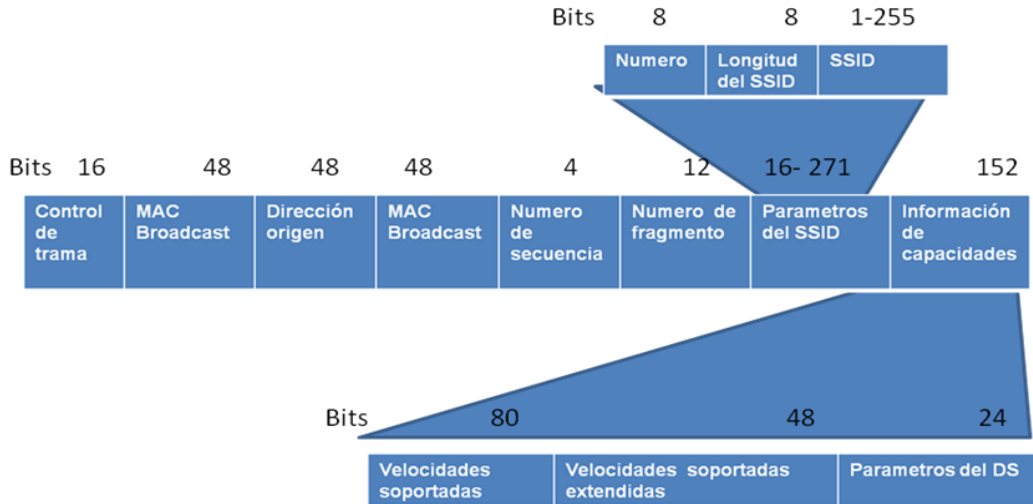 Bits 8 8 1-255
Numero Longitud SSID
del SSID
Bits 16 48 48 48 4 12 16- 271 152
Control MAC Dirección MAC Numero Numero de Parametros Información
de Broadcast origen Broadcast de fragmento del SSID de
trama secuencia capacidades
Bits 80 48 24
Velocidades Velocidades soportadas Parametros del DS
soportadas extendidas